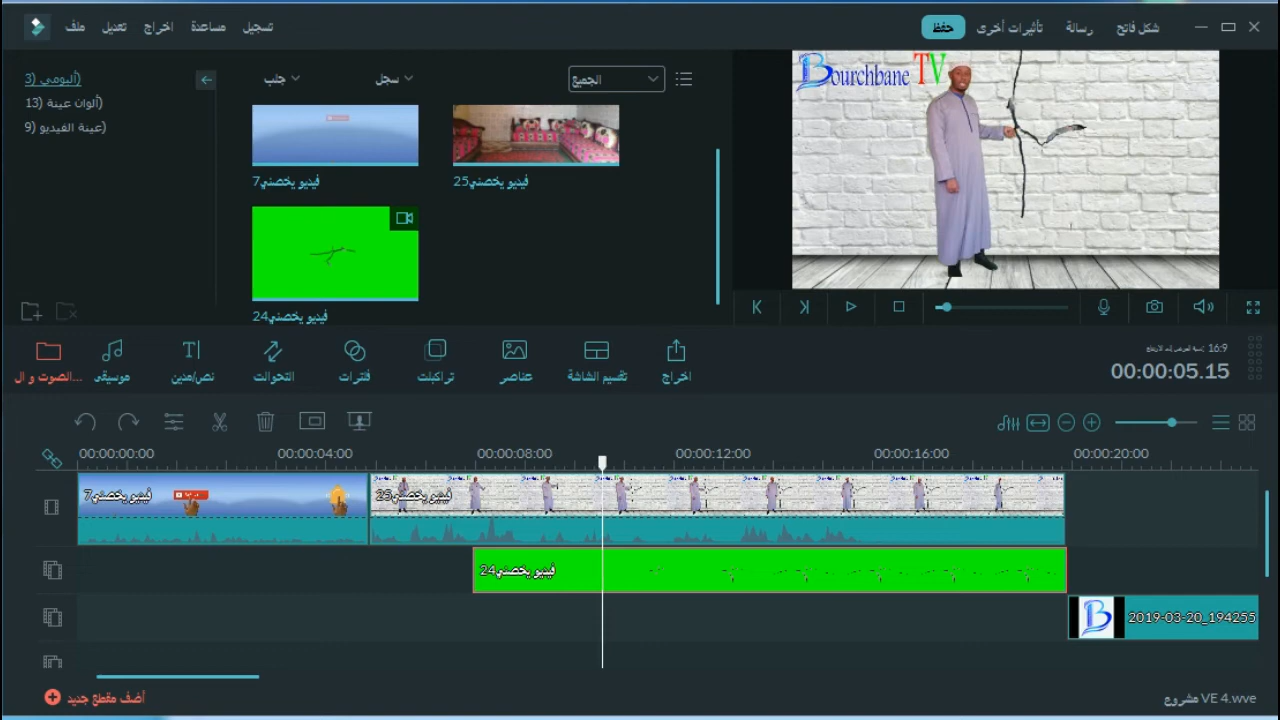 ملف تعديل اخراج مساعدة تسجيل
حفظ تأثيرات أخرى رسالة شكل فاتح
Bourchbane TV
ألبومي (3)
ألوان عينة (13)
عينة الفيديو (9)
جلب سجل الجميع
فيديو يخصني7
فيديو يخصني25
فيديو يخصني24
الصوت و ال... موسيقى نص/هنين التحولات فلترات تراكبلت عناصر تقسيم الشاشة اخراج
16:9
00:00:05.15
00:00:00:00 00:00:04:00 00:00:08:00 00:00:12:00 00:00:16:00 00:00:20:00
فيديو يخصني7 فيديو يخصني25
فيديو يخصني24
B 2019-03-20_194255
أضف مقطع جديد
مشروع VE 4.wve